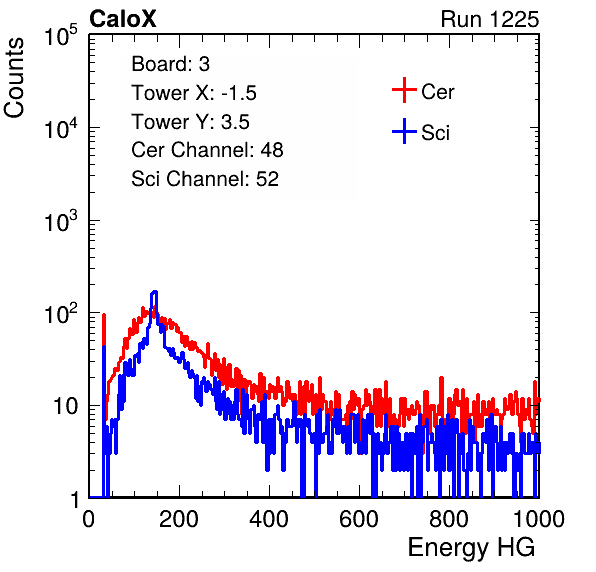 CaloX Run 1225
Counts
Board: 3
Tower X: -1.5
Tower Y: 3.5
Cer Channel: 48
Sci Channel: 52
Cer
Sci
10^5
10^4
10^3
10^2
10
1
0 200 400 600 800 1000
Energy HG